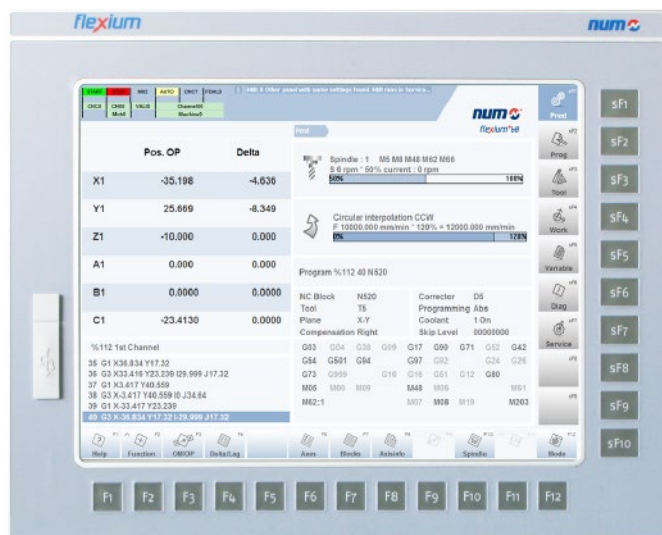 flexium
num
START
AUTO
num
flexium+68
Prod
Pos. OP Delta
X1 -35.198 -4.636
Y1 25.669 -8.349
Z1 -10.000 0.000
A1 0.000 0.000
B1 0.0000 0.0000
C1 -23.4130 0.0000
Spindle : 1 M5 M8 M48 M62 M66
S 0 rpm * 50% current : 0 rpm
50% 100%
Circular interpolation CCW
F 10000.000 mm/min * 120% = 12000.000 mm/min
0% 120%
Program %112 40 N520
NC Block N520 Corrector D5
Tool T5 Programming Abs
Plane X-Y Coolant 1 On
Compensation Right Skip Level 00000000
G03 G04 G38 G09 G17 G90 G71 G52 G42
G54 G501 G94 G97 G92 G24 G26
G73 G999 G16 G51 G12 G80
M05 M00 M09 M48 M61
M62:1 M07 M08 M19 M203
%112 1st Channel
35 G1 X36.834 Y17.32
36 G3 X33.416 Y23.239 I29.999 J17.32
37 G1 X3.417 Y40.559
38 G3 X-3.417 Y40.559 I0 J34.64
39 G1 X-33.417 Y23.239
40 G3 X-36.834 Y17.32 I-29.999 J17.32
Prod
Prog
Tool
Work
Variable
Diag
Service
Help Function OM/OP Delta/Lag Axes Blocks Axisinfo Spindle Mode
sF1
sF2
sF3
sF4
sF5
sF6
sF7
sF8
sF9
sF10
F1 F2 F3 F4 F5 F6 F7 F8 F9 F10 F11 F12